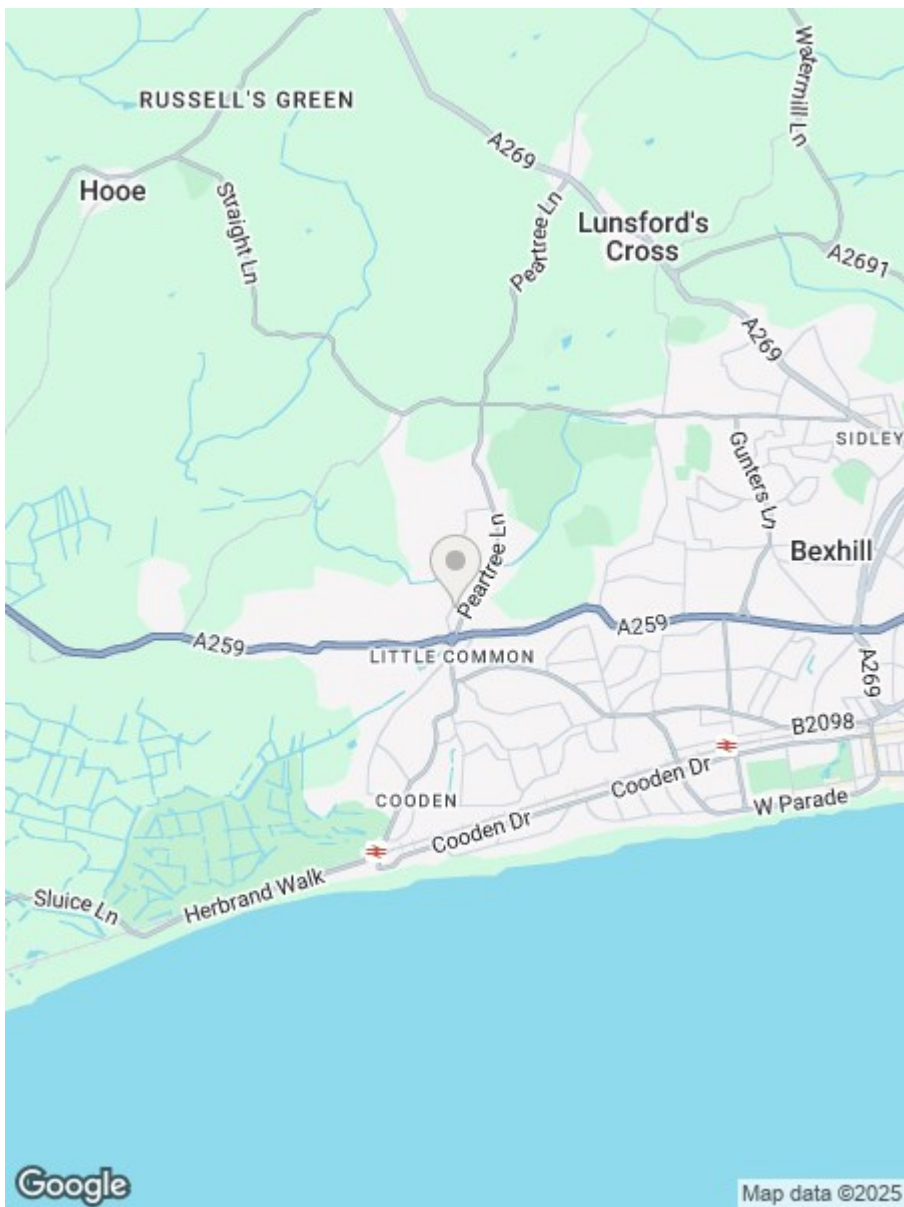 RUSSELL'S GREEN
Watermill Ln
A269
Hooe
Straight Ln
Peartree Ln
Lunsford's
Cross
A2691
A269
SIDLEY
Gunters Ln
Peartree Ln
Bexhill
A259
A259
LITTLE COMMON
A269
B2098
Cooden Dr
COODEN
W Parade
Cooden Dr
Herbrand Walk
Sluice Ln
Google
Map data ©2025